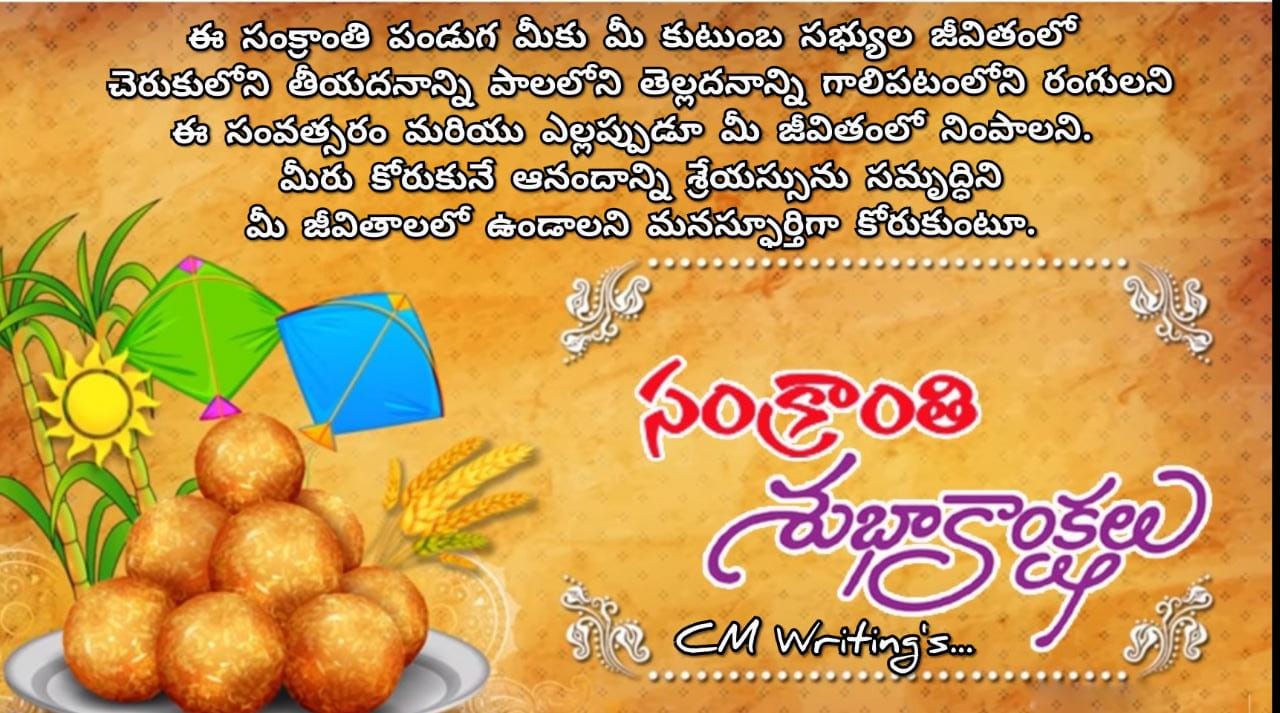 ఈ సంక్రాంతి పండుగ మీకు మీ కుటుంబ సభ్యుల జీవితంలో
చెరుకులోని తీయదనాన్ని పాలలోని తెల్లదనాన్ని గాలిపటంలోని రంగులని
ఈ సంవత్సరం మరియు ఎల్లప్పుడూ మీ జీవితంలో నింపాలని.
మీరు కోరుకునే ఆనందాన్ని శ్రేయస్సును సమృద్ధిని
మీ జీవితాలలో ఉండాలని మనస్ఫూర్తిగా కోరుకుంటూ.
సంక్రాంతి
శుభాకాంక్షలు
CM Writing's...